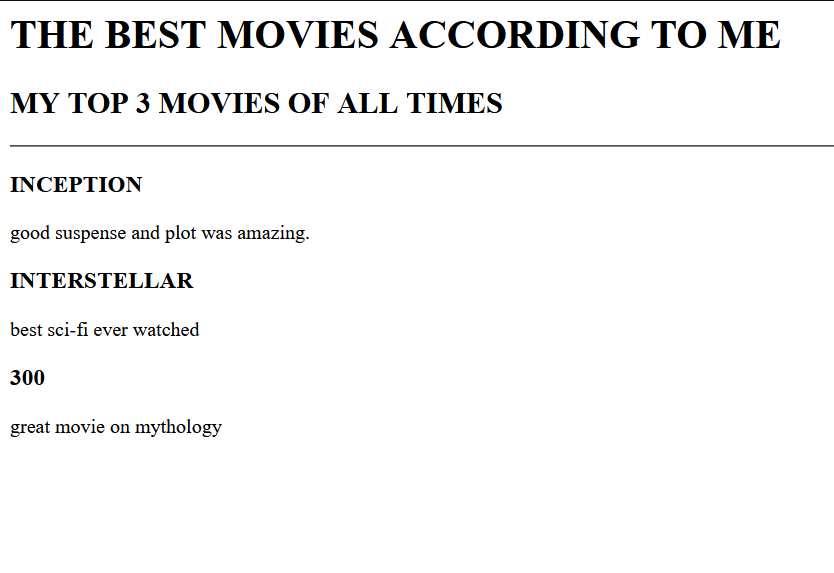 THE BEST MOVIES ACCORDING TO ME
MY TOP 3 MOVIES OF ALL TIMES
INCEPTION
good suspense and plot was amazing.
INTERSTELLAR
best sci-fi ever watched
300
great movie on mythology